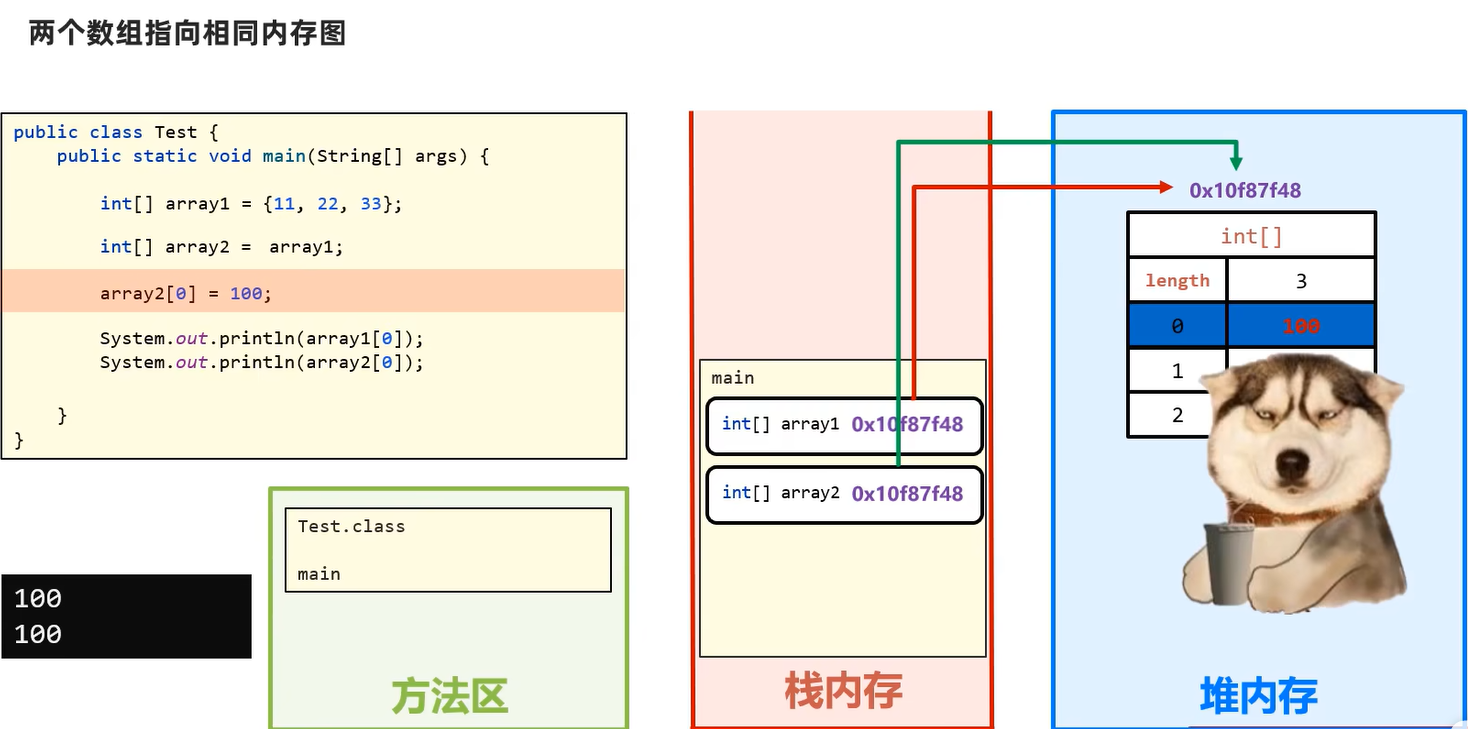 两个数组指向相同内存图
public class Test {
public static void main(String[] args) {
int[] array1 = {11, 22, 33};
int[] array2 = array1;
array2[0] = 100;
System.out.println(array1[0]);
System.out.println(array2[0]);
}
}
100
100
Test.class
main
方法区
main
int[] array1 0x10f87f48
int[] array2 0x10f87f48
栈内存
0x10f87f48
int[]
length 3
0 100
1
2
堆内存